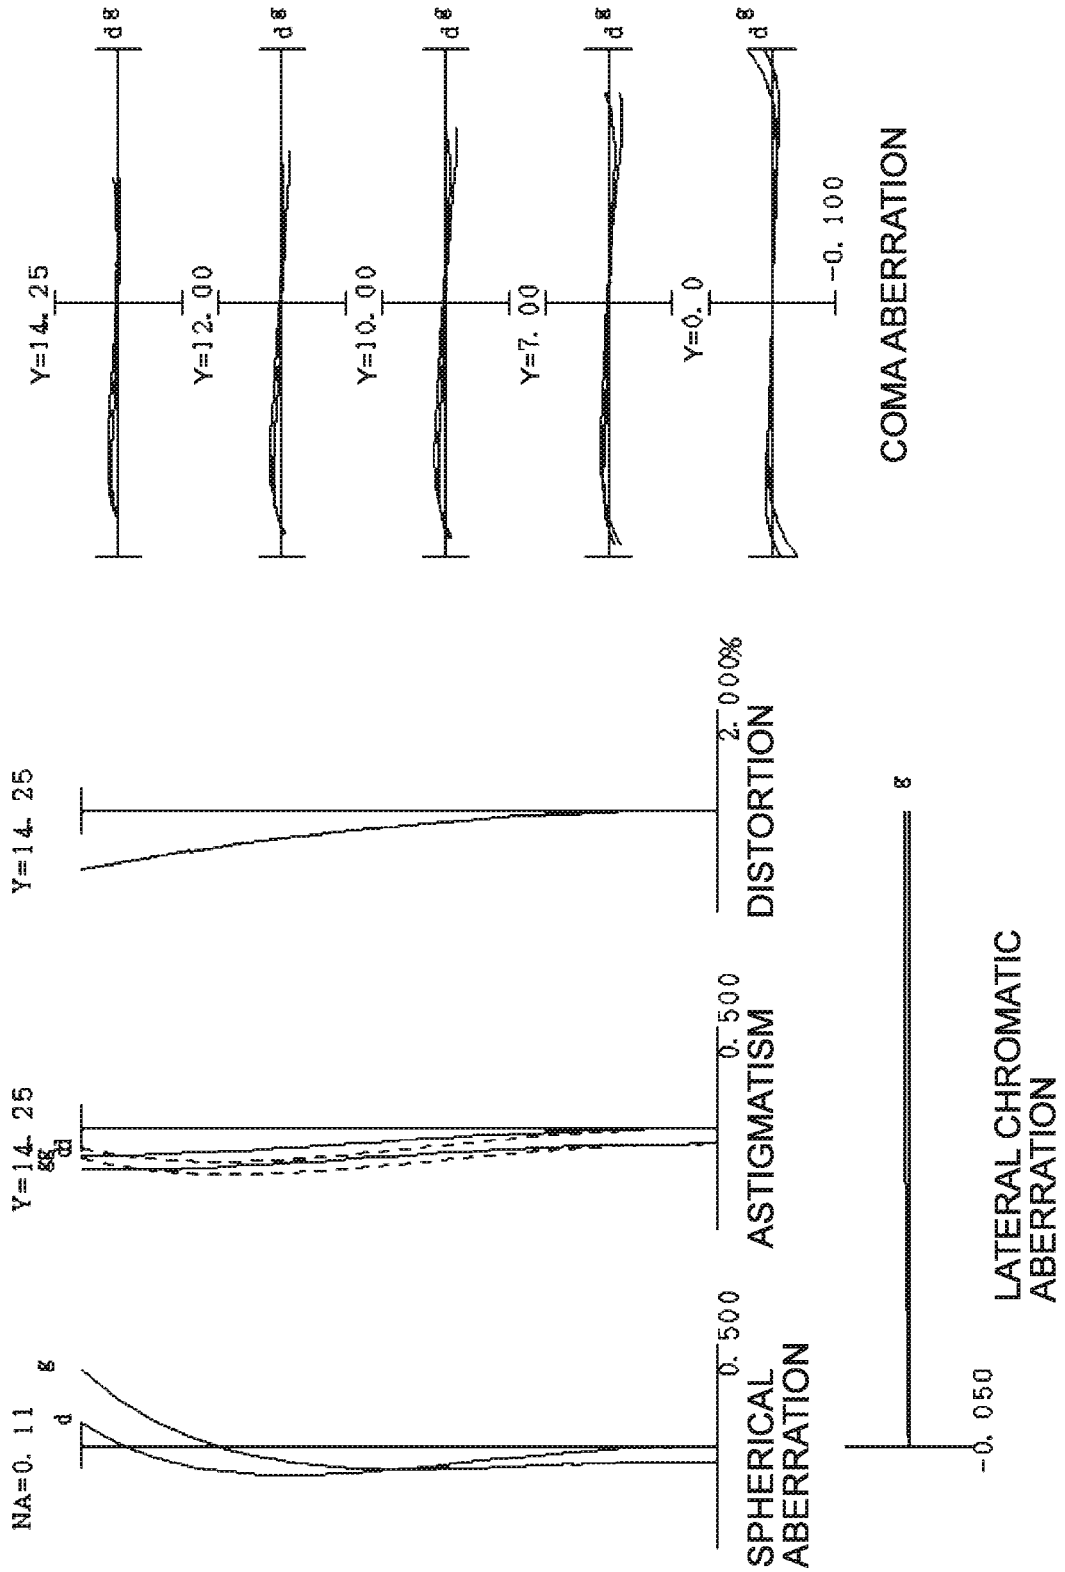 NA=0. 11
d
g
0. 500
SPHERICAL
ABERRATION
Y=14. 25
g g
d d
0. 500
ASTIGMATISM
Y=14. 25
2. 000%
DISTORTION
Y=14. 25
d g
Y=12. 00
d g
Y=10. 00
d g
Y=7. 00
d g
Y=0. 0
d g
-0. 100
COMA ABERRATION
g
-0. 050
LATERAL CHROMATIC
ABERRATION